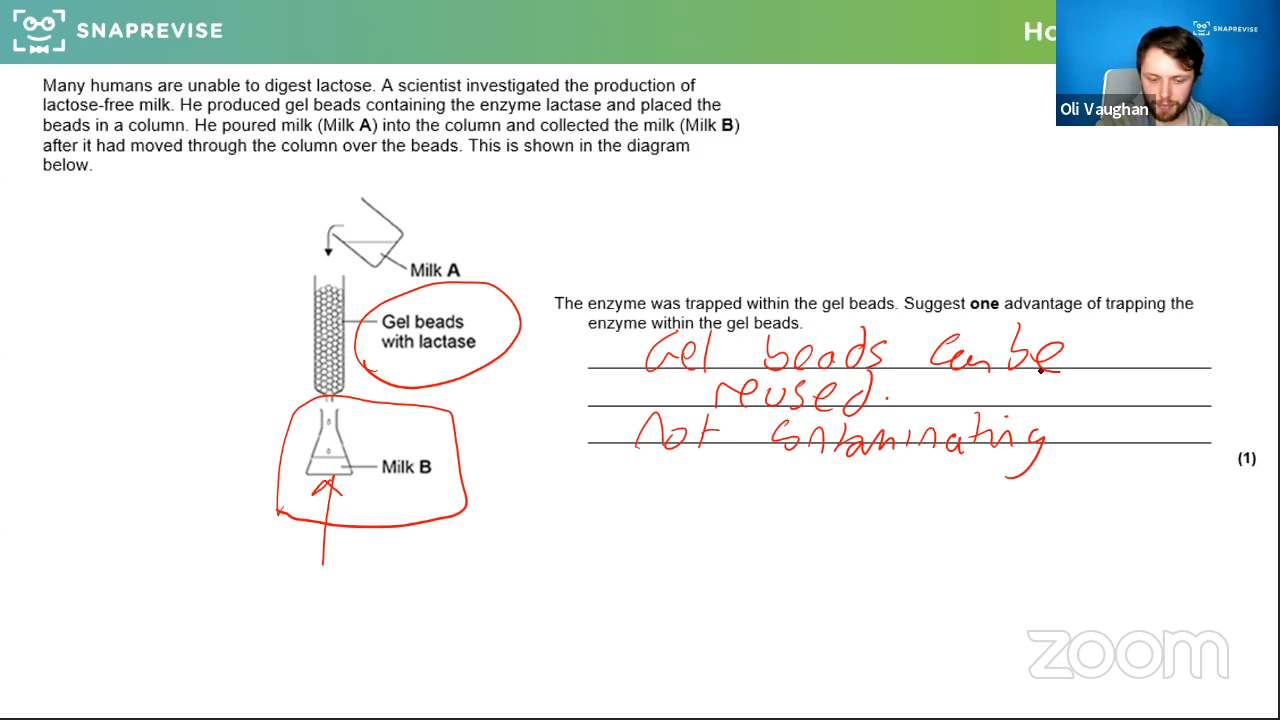 SNAPREVISE
Ho
SNAPREVISE
Oli Vaughan
Many humans are unable to digest lactose. A scientist investigated the production of
lactose-free milk. He produced gel beads containing the enzyme lactase and placed the
beads in a column. He poured milk (Milk A) into the column and collected the milk (Milk B)
after it had moved through the column over the beads. This is shown in the diagram
below.
Milk A
Gel beads
with lactase
Milk B
The enzyme was trapped within the gel beads. Suggest one advantage of trapping the
enzyme within the gel beads.
Gel beads can be
reused.
Not contaminating
(1)
zoom